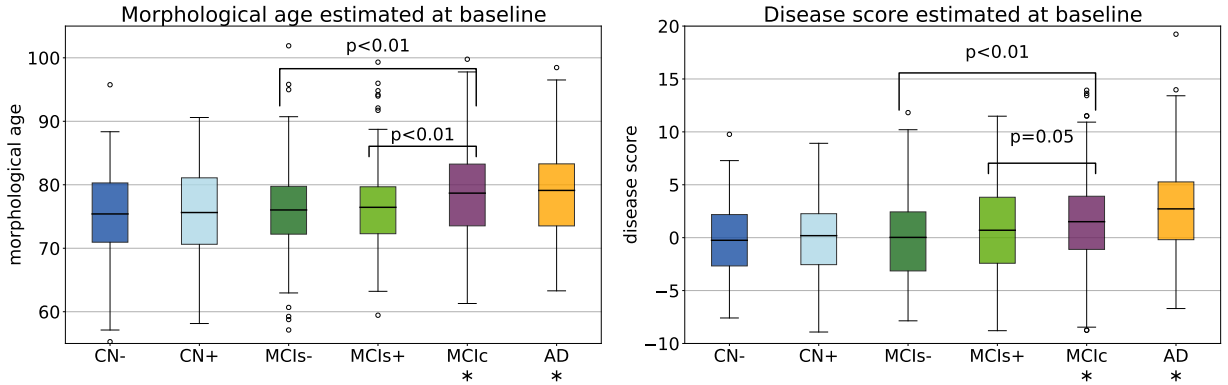 Morphological age estimated at baseline
morphological age
100
90
80
70
60
p<0.01
p<0.01
CN- CN+ MCIs- MCIs+ MCIc AD
* *
Disease score estimated at baseline
disease score
20
15
10
5
0
−5
−10
p<0.01
p=0.05
CN- CN+ MCIs- MCIs+ MCIc AD
* *